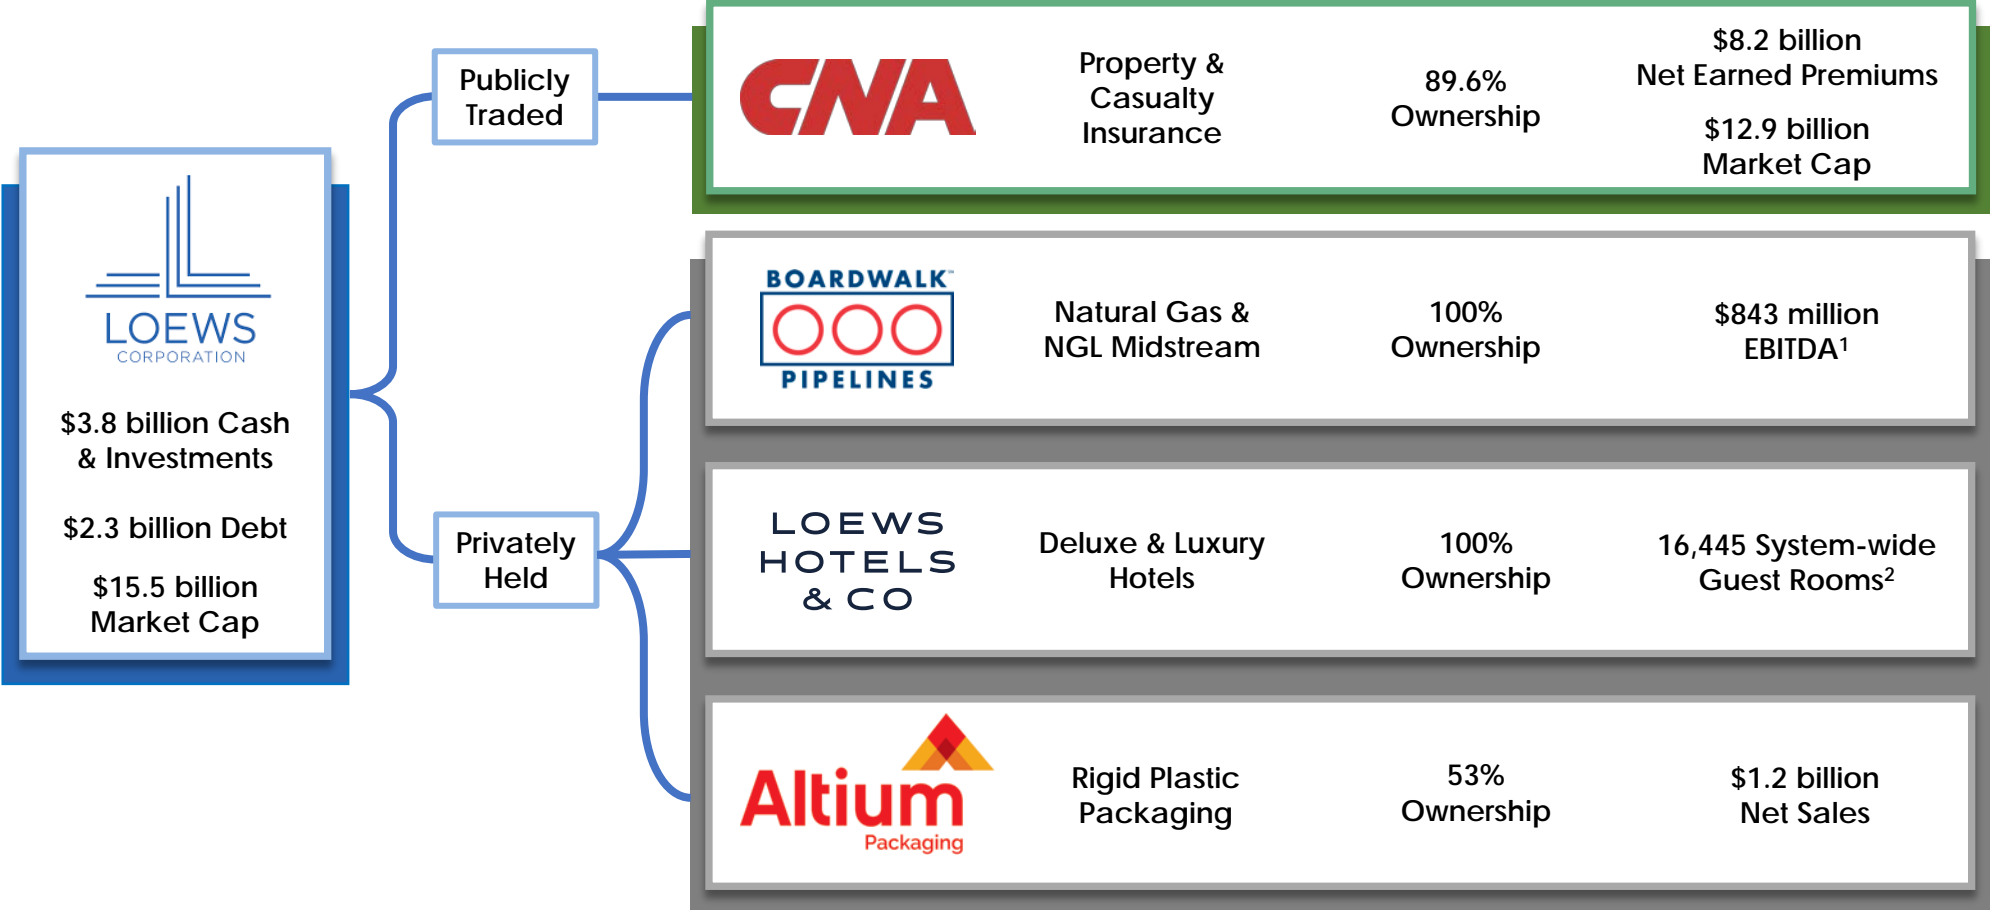 LOEWS
CORPORATION
$3.8 billion Cash
& Investments
$2.3 billion Debt
$15.5 billion
Market Cap
Publicly
Traded
Privately
Held
CNA
Property &
Casualty
Insurance
89.6%
Ownership
$8.2 billion
Net Earned Premiums
$12.9 billion
Market Cap
BOARDWALK™
PIPELINES
Natural Gas &
NGL Midstream
100%
Ownership
$843 million
EBITDA¹
LOEWS
HOTELS
& CO
Deluxe & Luxury
Hotels
100%
Ownership
16,445 System-wide
Guest Rooms²
Altium
Packaging
Rigid Plastic
Packaging
53%
Ownership
$1.2 billion
Net Sales